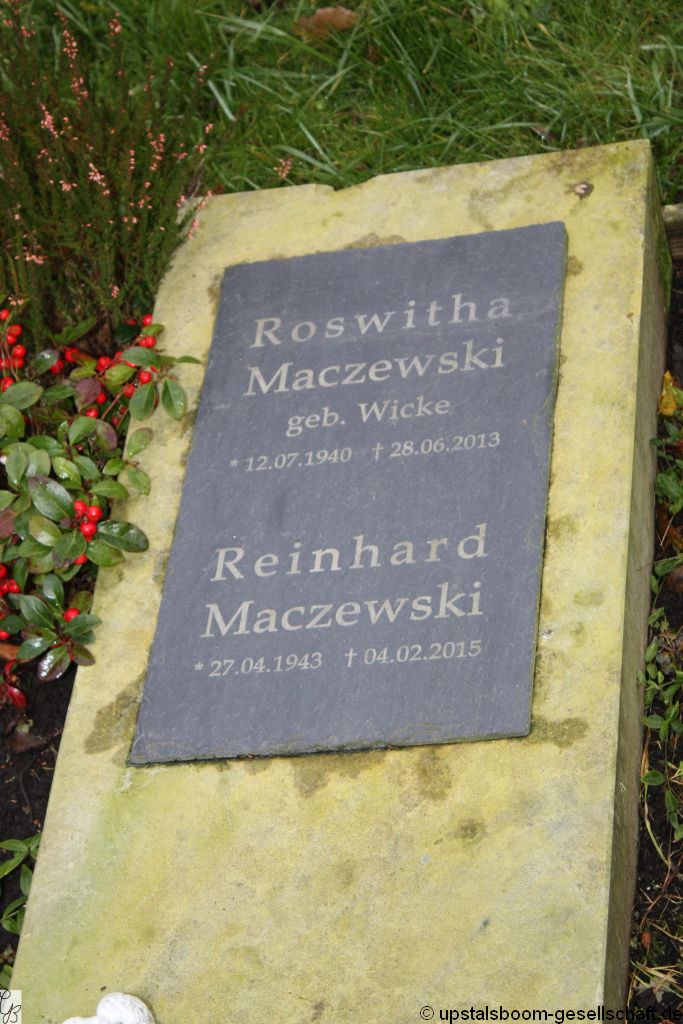 Roswitha
Maczewski
geb. Wicke
* 12.07.1940 † 28.06.2013
Reinhard
Maczewski
* 27.04.1943 † 04.02.2015
© upstalsboom-gesellschaft.de